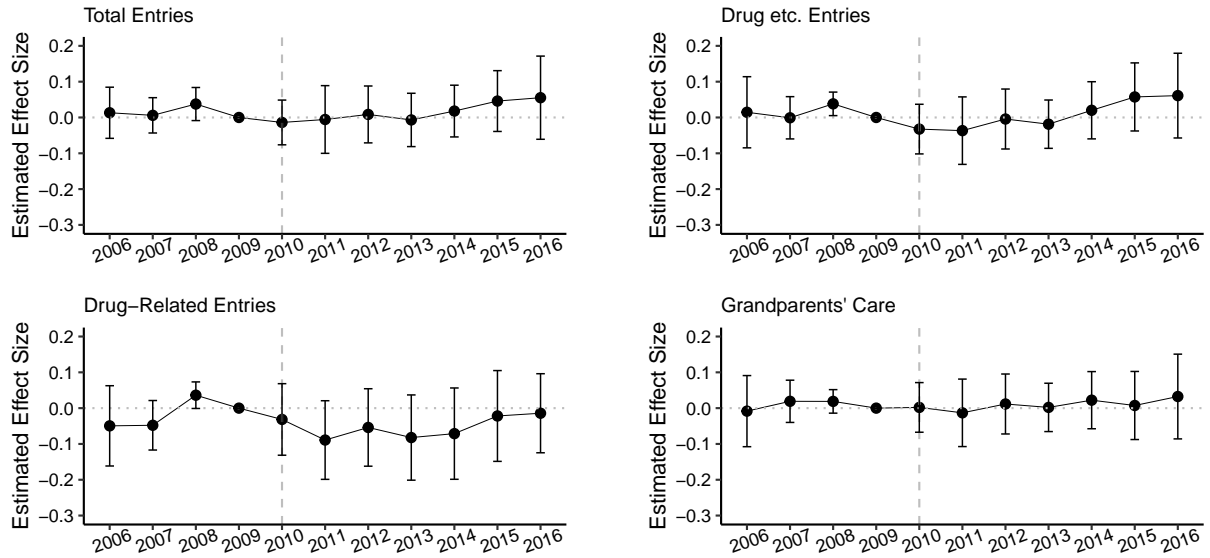 Total Entries
Estimated Effect Size
0.2
0.1
0.0
−0.1
−0.2
−0.3
2006 2007 2008 2009 2010 2011 2012 2013 2014 2015 2016
Drug etc. Entries
Estimated Effect Size
0.2
0.1
0.0
−0.1
−0.2
−0.3
2006 2007 2008 2009 2010 2011 2012 2013 2014 2015 2016
Drug−Related Entries
Estimated Effect Size
0.2
0.1
0.0
−0.1
−0.2
−0.3
2006 2007 2008 2009 2010 2011 2012 2013 2014 2015 2016
Grandparents' Care
Estimated Effect Size
0.2
0.1
0.0
−0.1
−0.2
−0.3
2006 2007 2008 2009 2010 2011 2012 2013 2014 2015 2016